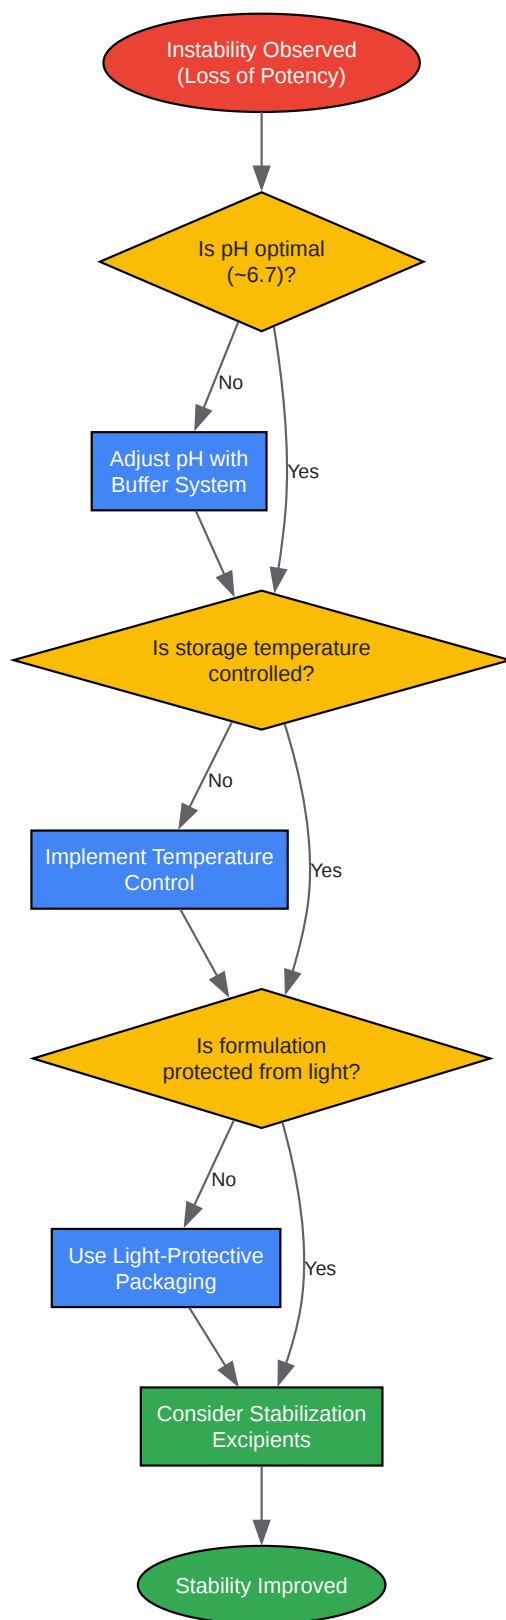 Instability Observed
(Loss of Potency)
Is pH optimal
(~6.7)?
No
Adjust pH with
Buffer System
Yes
Is storage temperature
controlled?
No
Implement Temperature
Control
Yes
Is formulation
protected from light?
No
Use Light-Protective
Packaging
Yes
Consider Stabilization
Excipients
Stability Improved